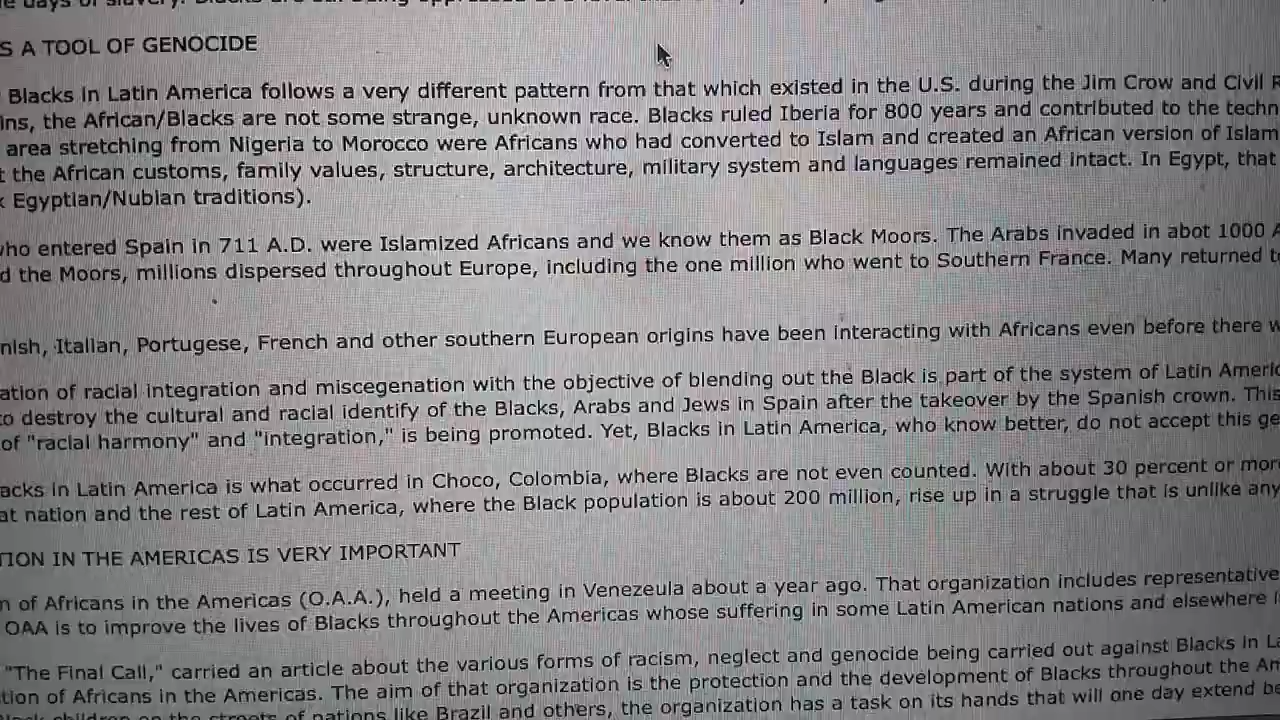 S A TOOL OF GENOCIDE
Blacks in Latin America follows a very different pattern from that which existed in the U.S. during the Jim Crow and Civil
ins, the African/Blacks are not some strange, unknown race. Blacks ruled Iberia for 800 years and contributed to the techn
area stretching from Nigeria to Morocco were Africans who had converted to Islam and created an African version of Islam
t the African customs, family values, structure, architecture, military system and languages remained intact. In Egypt, that
Egyptian/Nubian traditions).
who entered Spain in 711 A.D. were Islamized Africans and we know them as Black Moors. The Arabs invaded in abot 1000 A
d the Moors, millions dispersed throughout Europe, including the one million who went to Southern France. Many returned t
nish, Italian, Portugese, French and other southern European origins have been interacting with Africans even before there w
ation of racial integration and miscegenation with the objective of blending out the Black is part of the system of Latin Americ
to destroy the cultural and racial identify of the Blacks, Arabs and Jews in Spain after the takeover by the Spanish crown. This
of "racial harmony" and "integration," is being promoted. Yet, Blacks in Latin America, who know better, do not accept this ge
acks in Latin America is what occurred in Choco, Colombia, where Blacks are not even counted. With about 30 percent or mor
at nation and the rest of Latin America, where the Black population is about 200 million, rise up in a struggle that is unlike any
TION IN THE AMERICAS IS VERY IMPORTANT
n of Africans in the Americas (O.A.A.), held a meeting in Venezeula about a year ago. That organization includes representative
OAA is to improve the lives of Blacks throughout the Americas whose suffering in some Latin American nations and elsewhere i
"The Final Call," carried an article about the various forms of racism, neglect and genocide being carried out against Blacks in La
tion of Africans in the Americas. The aim of that organization is the protection and the development of Blacks throughout the Am
children on the streets of nations like Brazil and others, the organization has a task on its hands that will one day extend be